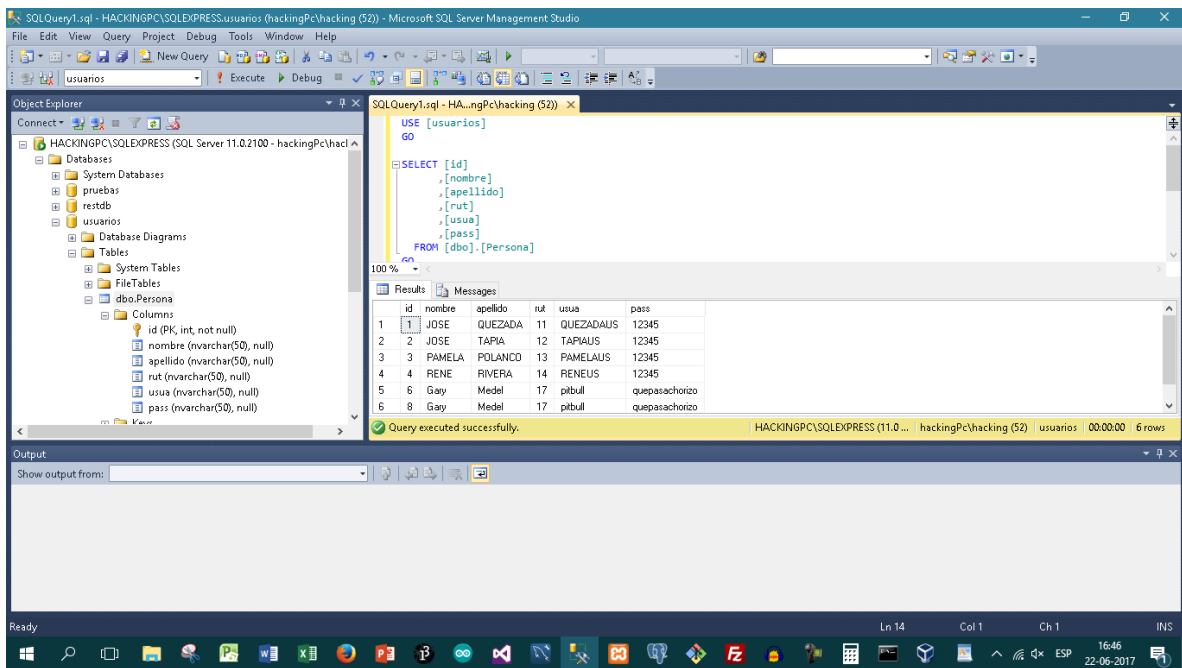 SQLQuery1.sql - HACKINGPC\SQLEXPRESS.usuarios (hackingPc\hacking (52)) - Microsoft SQL Server Management Studio
File Edit View Query Project Debug Tools Window Help
New Query
usuarios Execute Debug
Object Explorer
Connect
HACKINGPC\SQLEXPRESS (SQL Server 11.0.2100 - hackingPc\hacl
Databases
System Databases
pruebas
restdb
usuarios
Database Diagrams
Tables
System Tables
FileTables
dbo.Persona
Columns
id (PK, int, not null)
nombre (nvarchar(50), null)
apellido (nvarchar(50), null)
rut (nvarchar(50), null)
usua (nvarchar(50), null)
pass (nvarchar(50), null)
Keys
SQLQuery1.sql - HA...ngPc\hacking (52))
USE [usuarios]
GO
SELECT [id]
,[nombre]
,[apellido]
,[rut]
,[usua]
,[pass]
FROM [dbo].[Persona]
GO
100 %
Results Messages
id nombre apellido rut usua pass
1 1 JOSE QUEZADA 11 QUEZADAUS 12345
2 2 JOSE TAPIA 12 TAPIAUS 12345
3 3 PAMELA POLANCO 13 PAMELAUS 12345
4 4 RENE RIVERA 14 RENEUS 12345
5 6 Gary Medel 17 pitbull quepasachorizo
6 8 Gary Medel 17 pitbull quepasachorizo
Query executed successfully. HACKINGPC\SQLEXPRESS (11.0 ... hackingPc\hacking (52) usuarios 00:00:00 6 rows
Output
Show output from:
Ready Ln 14 Col 1 Ch 1 INS
ESP 16:46
22-06-2017